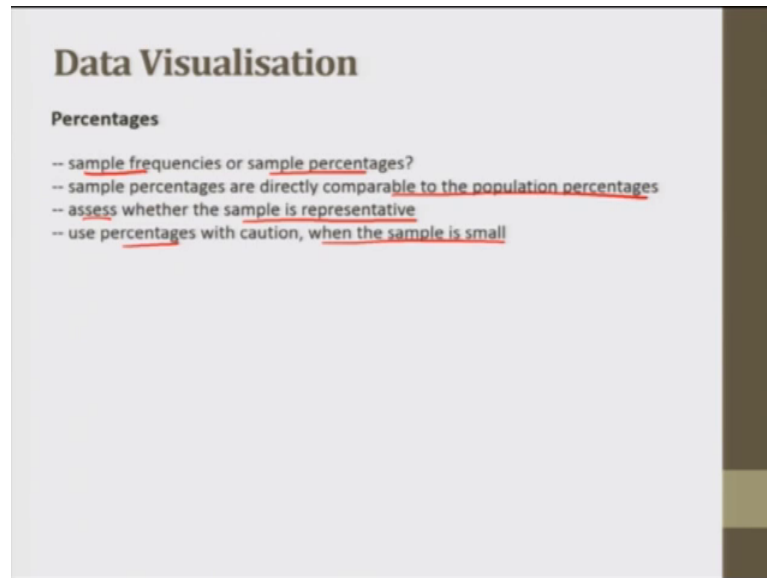 Data Visualisation
Percentages
-- sample frequencies or sample percentages?
-- sample percentages are directly comparable to the population percentages
-- assess whether the sample is representative
-- use percentages with caution, when the sample is small